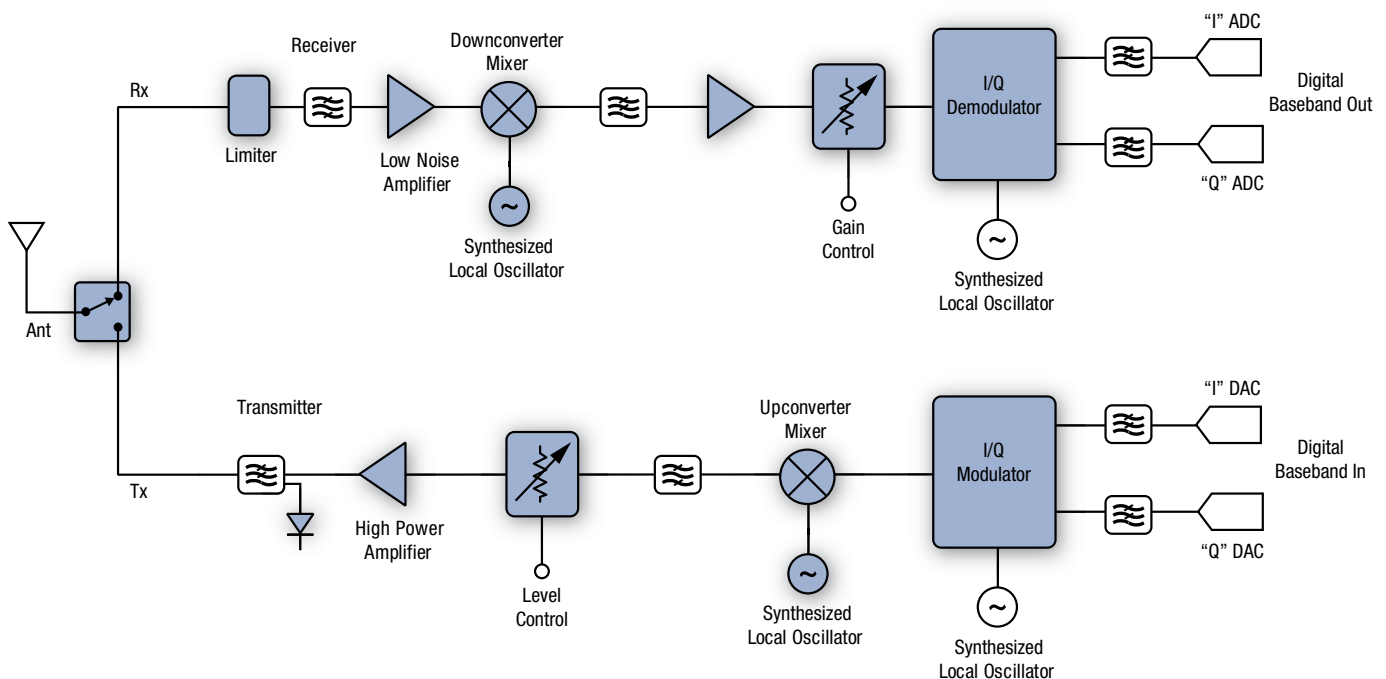 Receiver
Downconverter
Mixer
"I" ADC
Rx
I/Q
Demodulator
Digital
Baseband Out
Limiter
Low Noise
Amplifier
"Q" ADC
Gain
Control
Synthesized
Local Oscillator
Synthesized
Local Oscillator
Ant
Transmitter
Upconverter
Mixer
"I" DAC
I/Q
Modulator
Digital
Baseband In
Tx
High Power
Amplifier
"Q" DAC
Level
Control
Synthesized
Local Oscillator
Synthesized
Local Oscillator